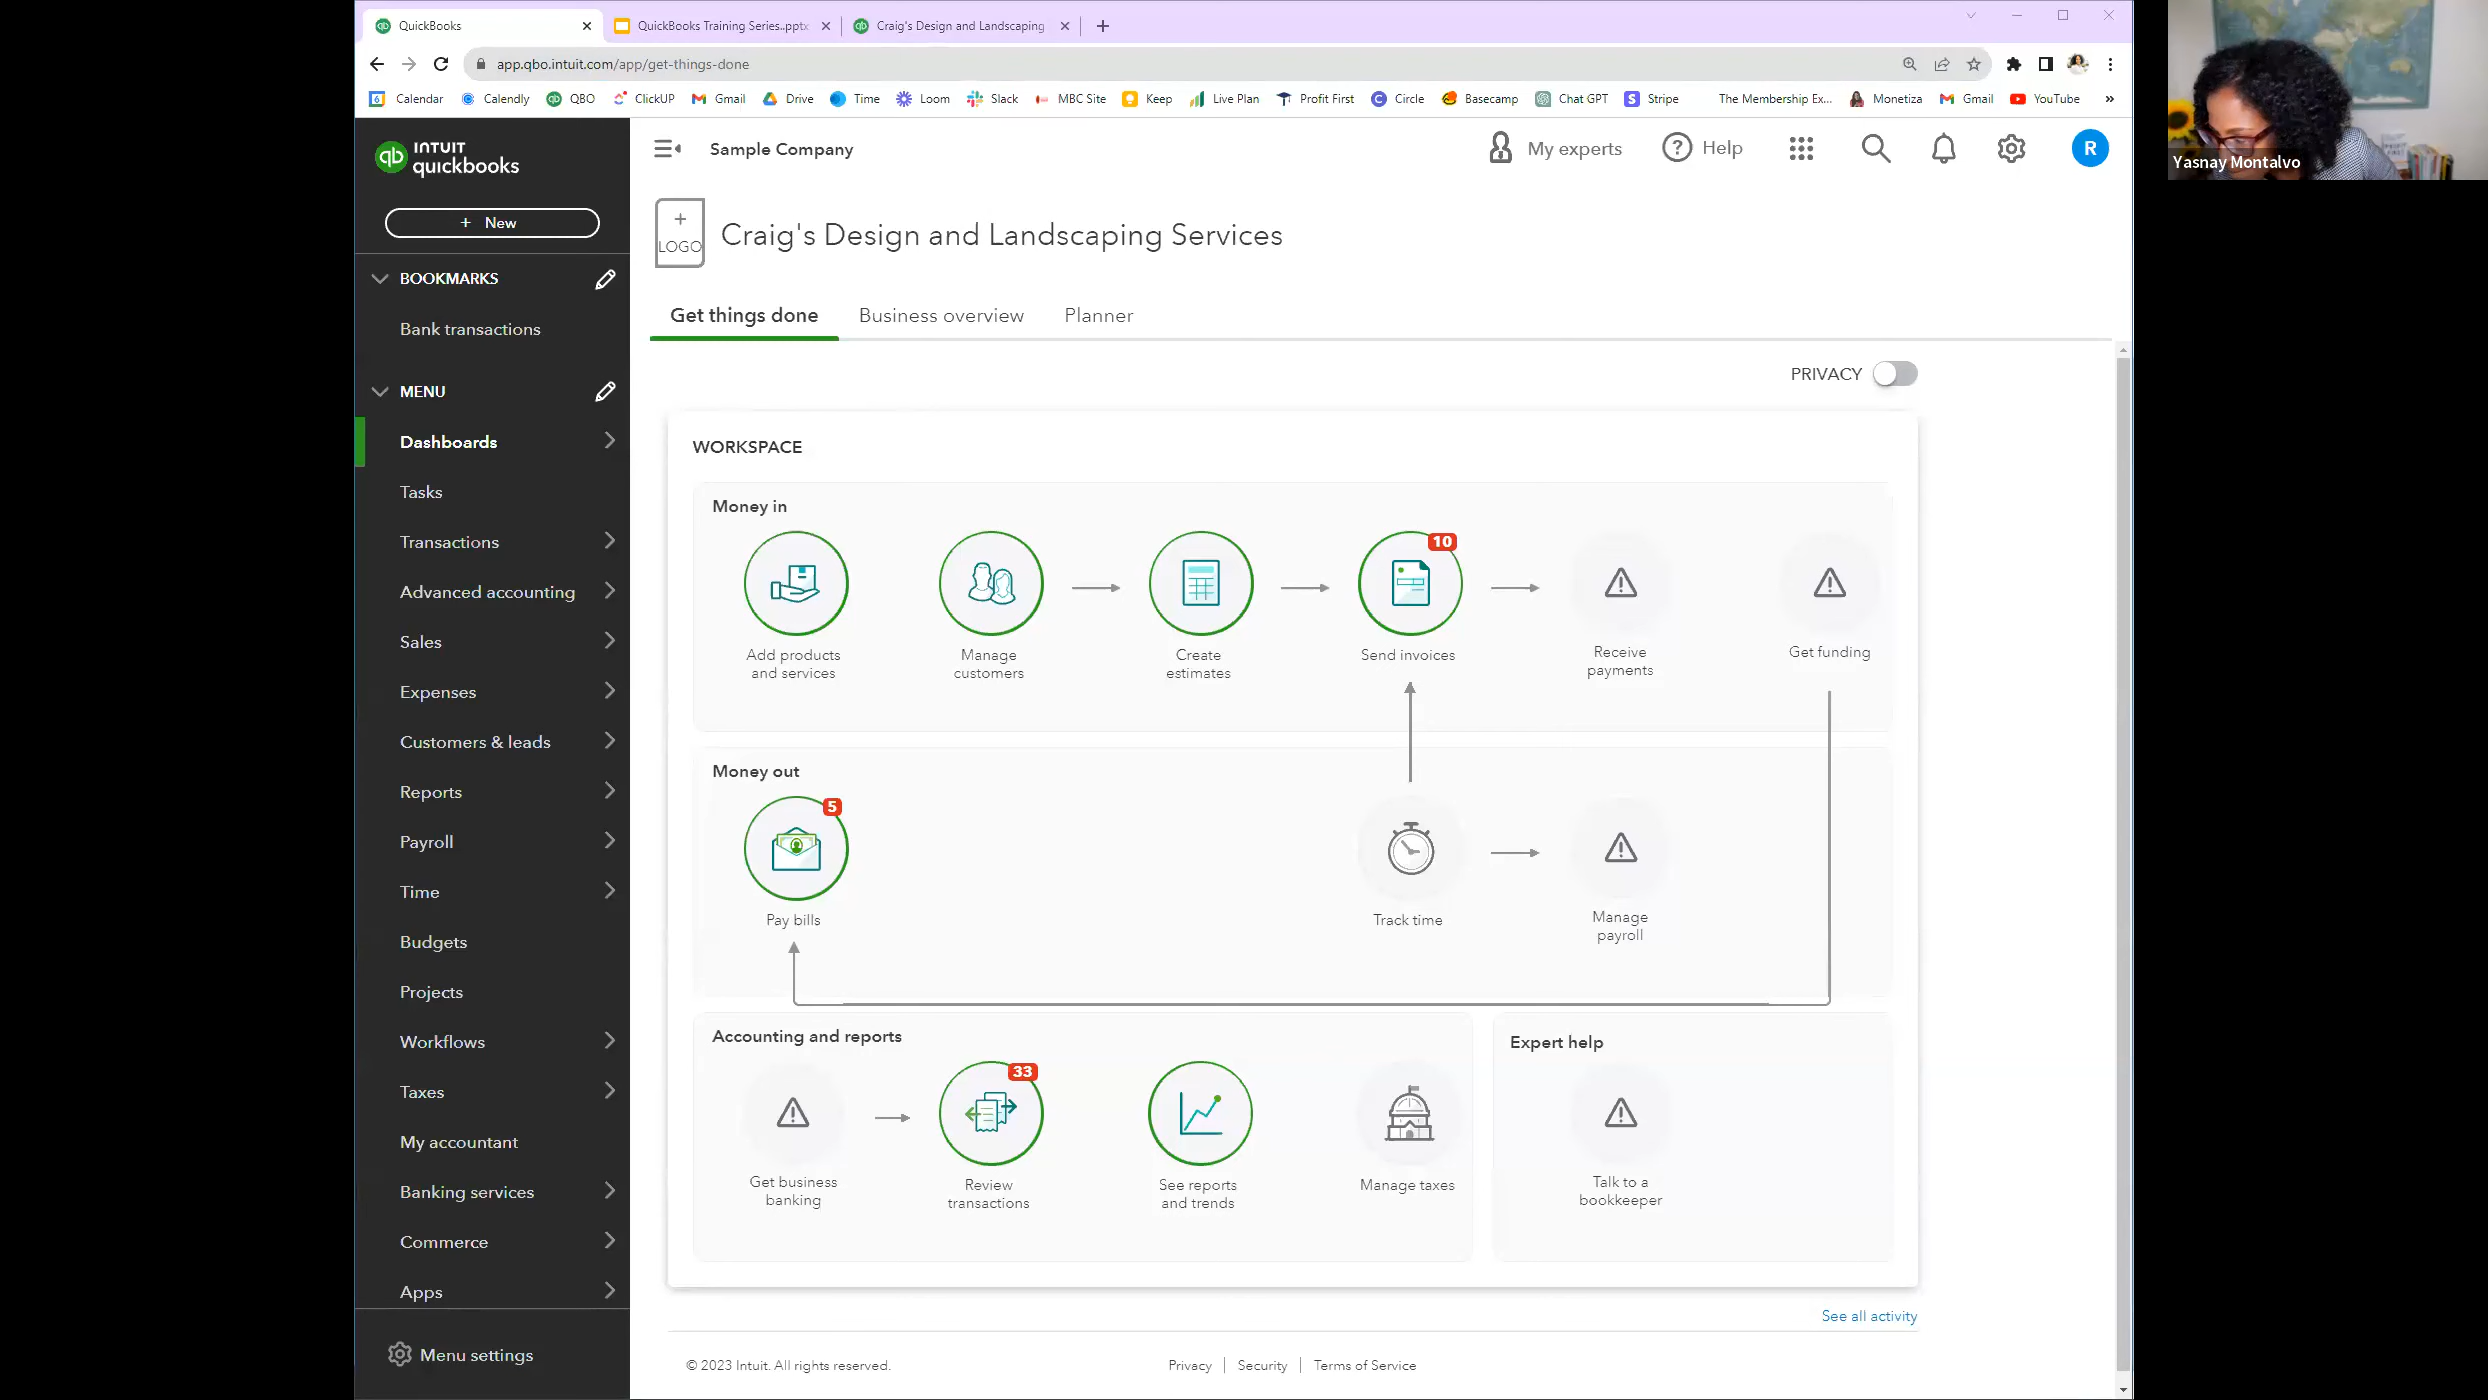 QuickBooks
QuickBooks Training Series..pptx
Craig's Design and Landscaping
app.qbo.intuit.com/app/get-things-done
Calendar
Calendly
QBO
ClickUP
Gmail
Drive
Time
Loom
Slack
MBC Site
Keep
Live Plan
Profit First
Circle
Basecamp
Chat GPT
Stripe
The Membership Ex...
Monetiza
Gmail
YouTube
»
Yasnay Montalvo
INTUIT
quickbooks
+ New
BOOKMARKS
Bank transactions
MENU
Dashboards
Tasks
Transactions
Advanced accounting
Sales
Expenses
Customers & leads
Reports
Payroll
Time
Budgets
Projects
Workflows
Taxes
My accountant
Banking services
Commerce
Apps
Menu settings
Sample Company
My experts
Help
R
+
LOGO
Craig's Design and Landscaping Services
Get things done
Business overview
Planner
PRIVACY
WORKSPACE
Money in
10
Add products
and services
Manage
customers
Create
estimates
Send invoices
Receive
payments
Get funding
Money out
5
Pay bills
Track time
Manage
payroll
Accounting and reports
33
Get business
banking
Review
transactions
See reports
and trends
Manage taxes
Expert help
Talk to a
bookkeeper
See all activity
© 2023 Intuit. All rights reserved.
Privacy
Security
Terms of Service